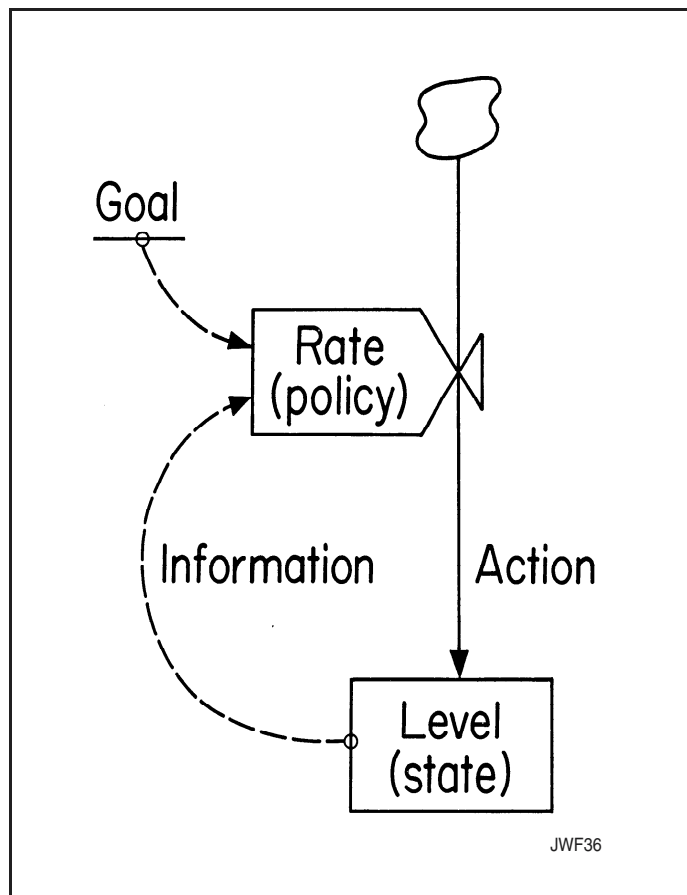 Goal
Rate
(policy)
Information
Action
Level
(state)
JWF36